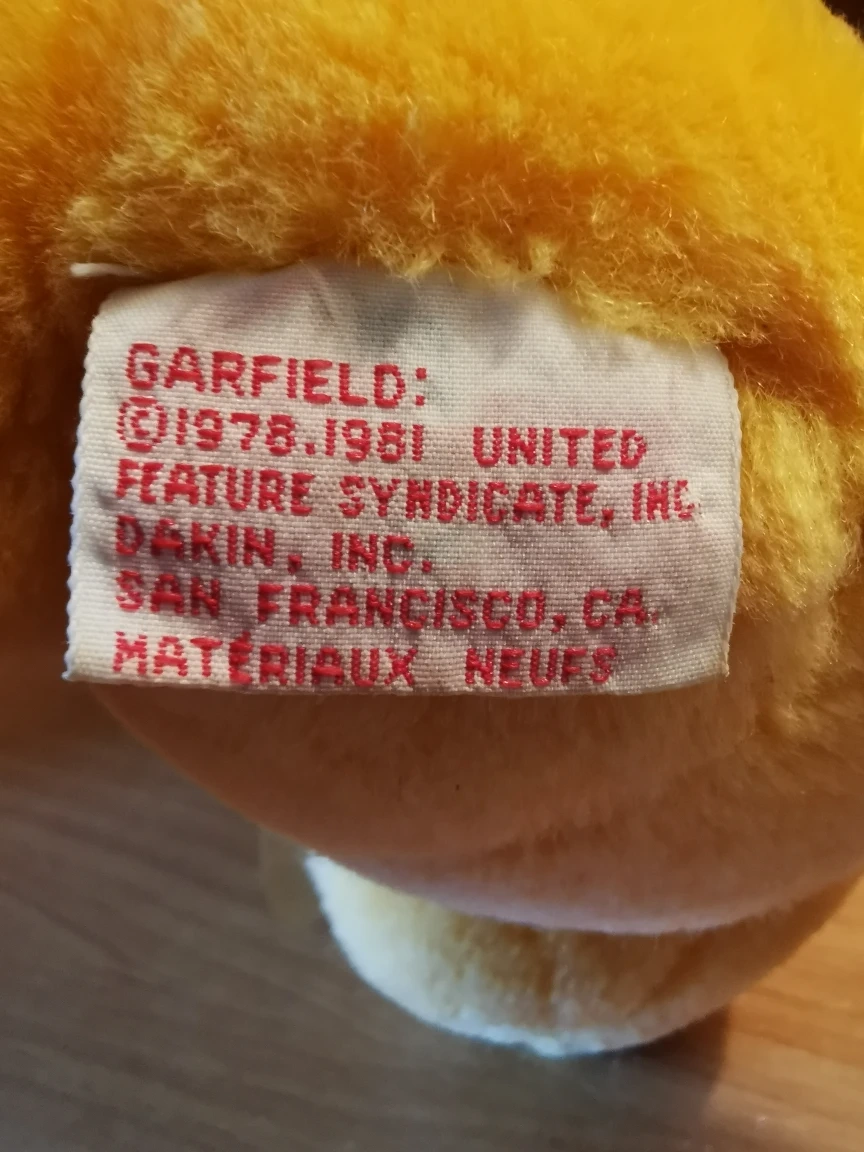 GARFIELD:
©1978.1981 UNITED
FEATURE SYNDICATE, INC.
DAKIN, INC.
SAN FRANCISCO, CA.
MATÉRIAUX NEUFS